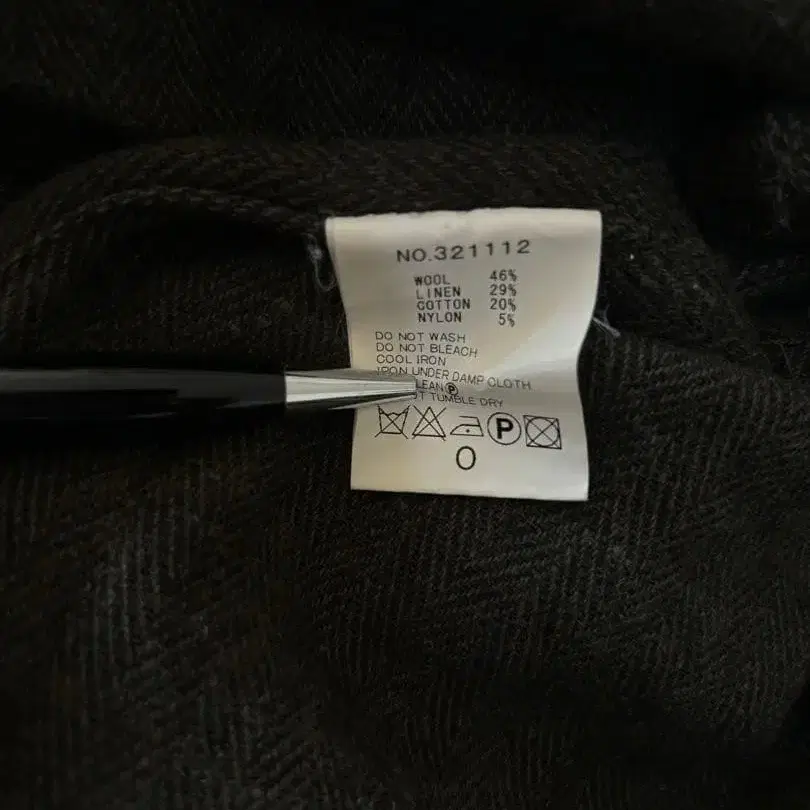 NO.321112
WOOL 46%
LINEN 29%
COTTON 20%
NYLON 5%
DO NOT WASH
DO NOT BLEACH
COOL IRON
IRON UNDER DAMP CLOTH
Ⓟ
TUMBLE DRY
P
O